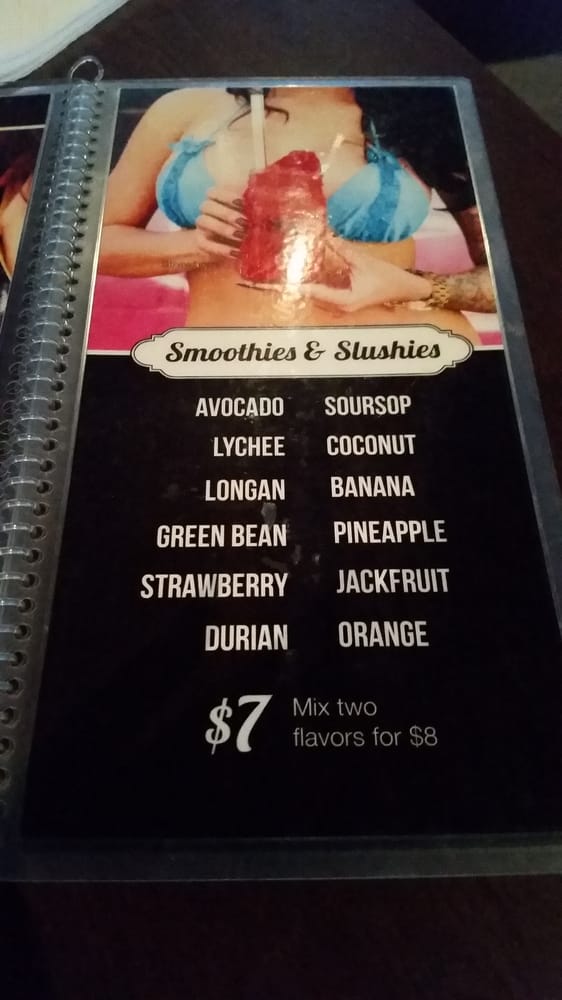 Smoothies & Slushies
AVOCADO SOURSOP
LYCHEE COCONUT
LONGAN BANANA
GREEN BEAN PINEAPPLE
STRAWBERRY JACKFRUIT
DURIAN ORANGE
$7 Mix two
flavors for $8